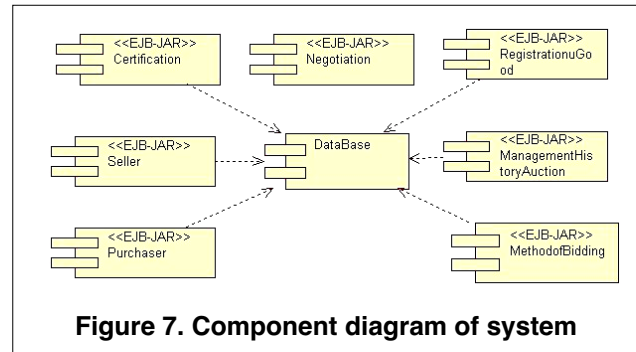 <<EJB-JAR>>
Certification
<<EJB-JAR>>
Negotiation
<<EJB-JAR>>
RegistrationuGo
od
<<EJB-JAR>>
Seller
DataBase
<<EJB-JAR>>
ManagementHis
toryAuction
<<EJB-JAR>>
Purchaser
<<EJB-JAR>>
MethodofBidding
Figure 7. Component diagram of system